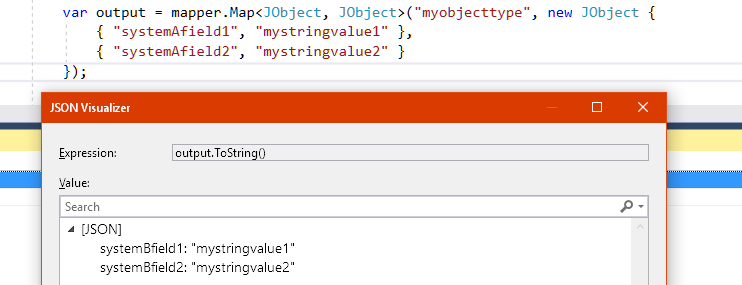 var output = mapper.Map<JObject, JObject>("myobjecttype", new JObject {
{ "systemAfield1", "mystringvalue1" },
{ "systemAfield2", "mystringvalue2" }
});
JSON Visualizer
Expression: output.ToString()
Value:
Search
[JSON]
systemBfield1: "mystringvalue1"
systemBfield2: "mystringvalue2"